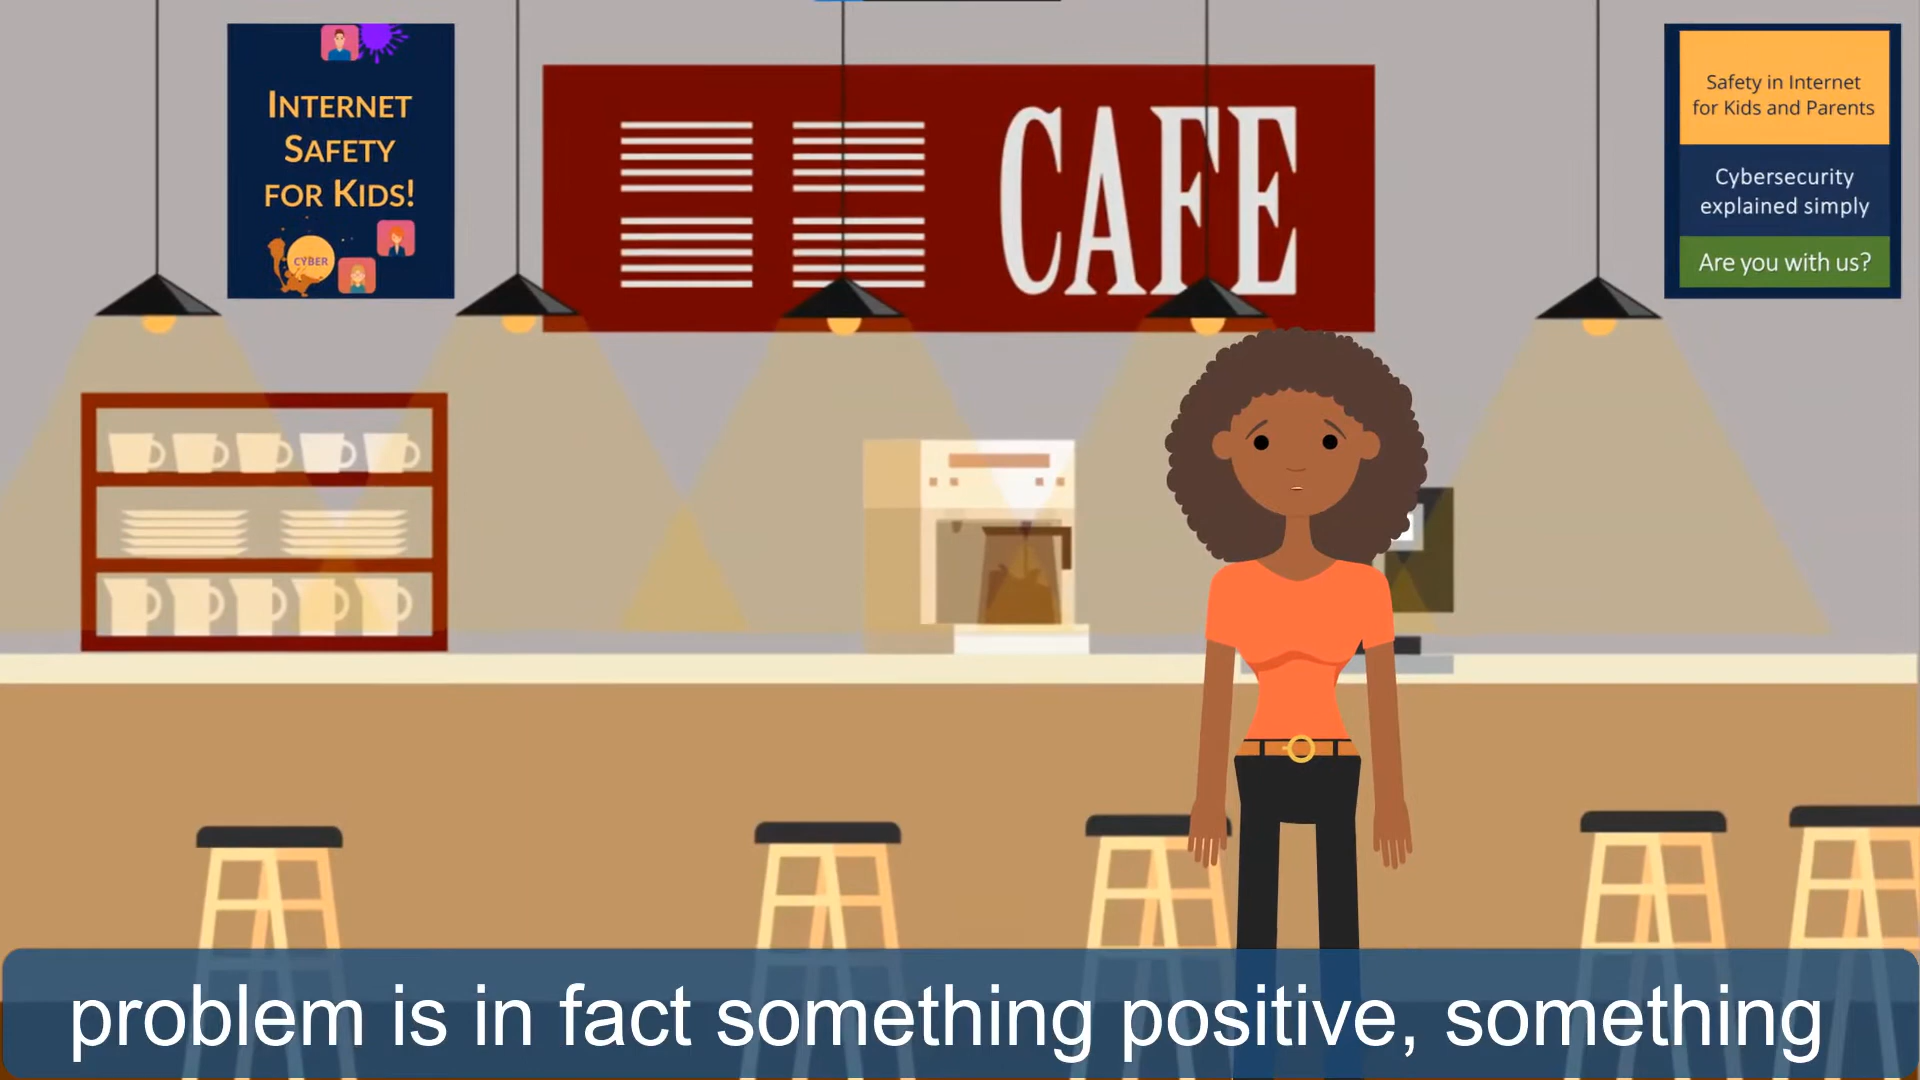 INTERNET
SAFETY
FOR KIDS!
CYBER
CAFE
Safety in Internet
for Kids and Parents
Cybersecurity
explained simply
Are you with us?
problem is in fact something positive, something